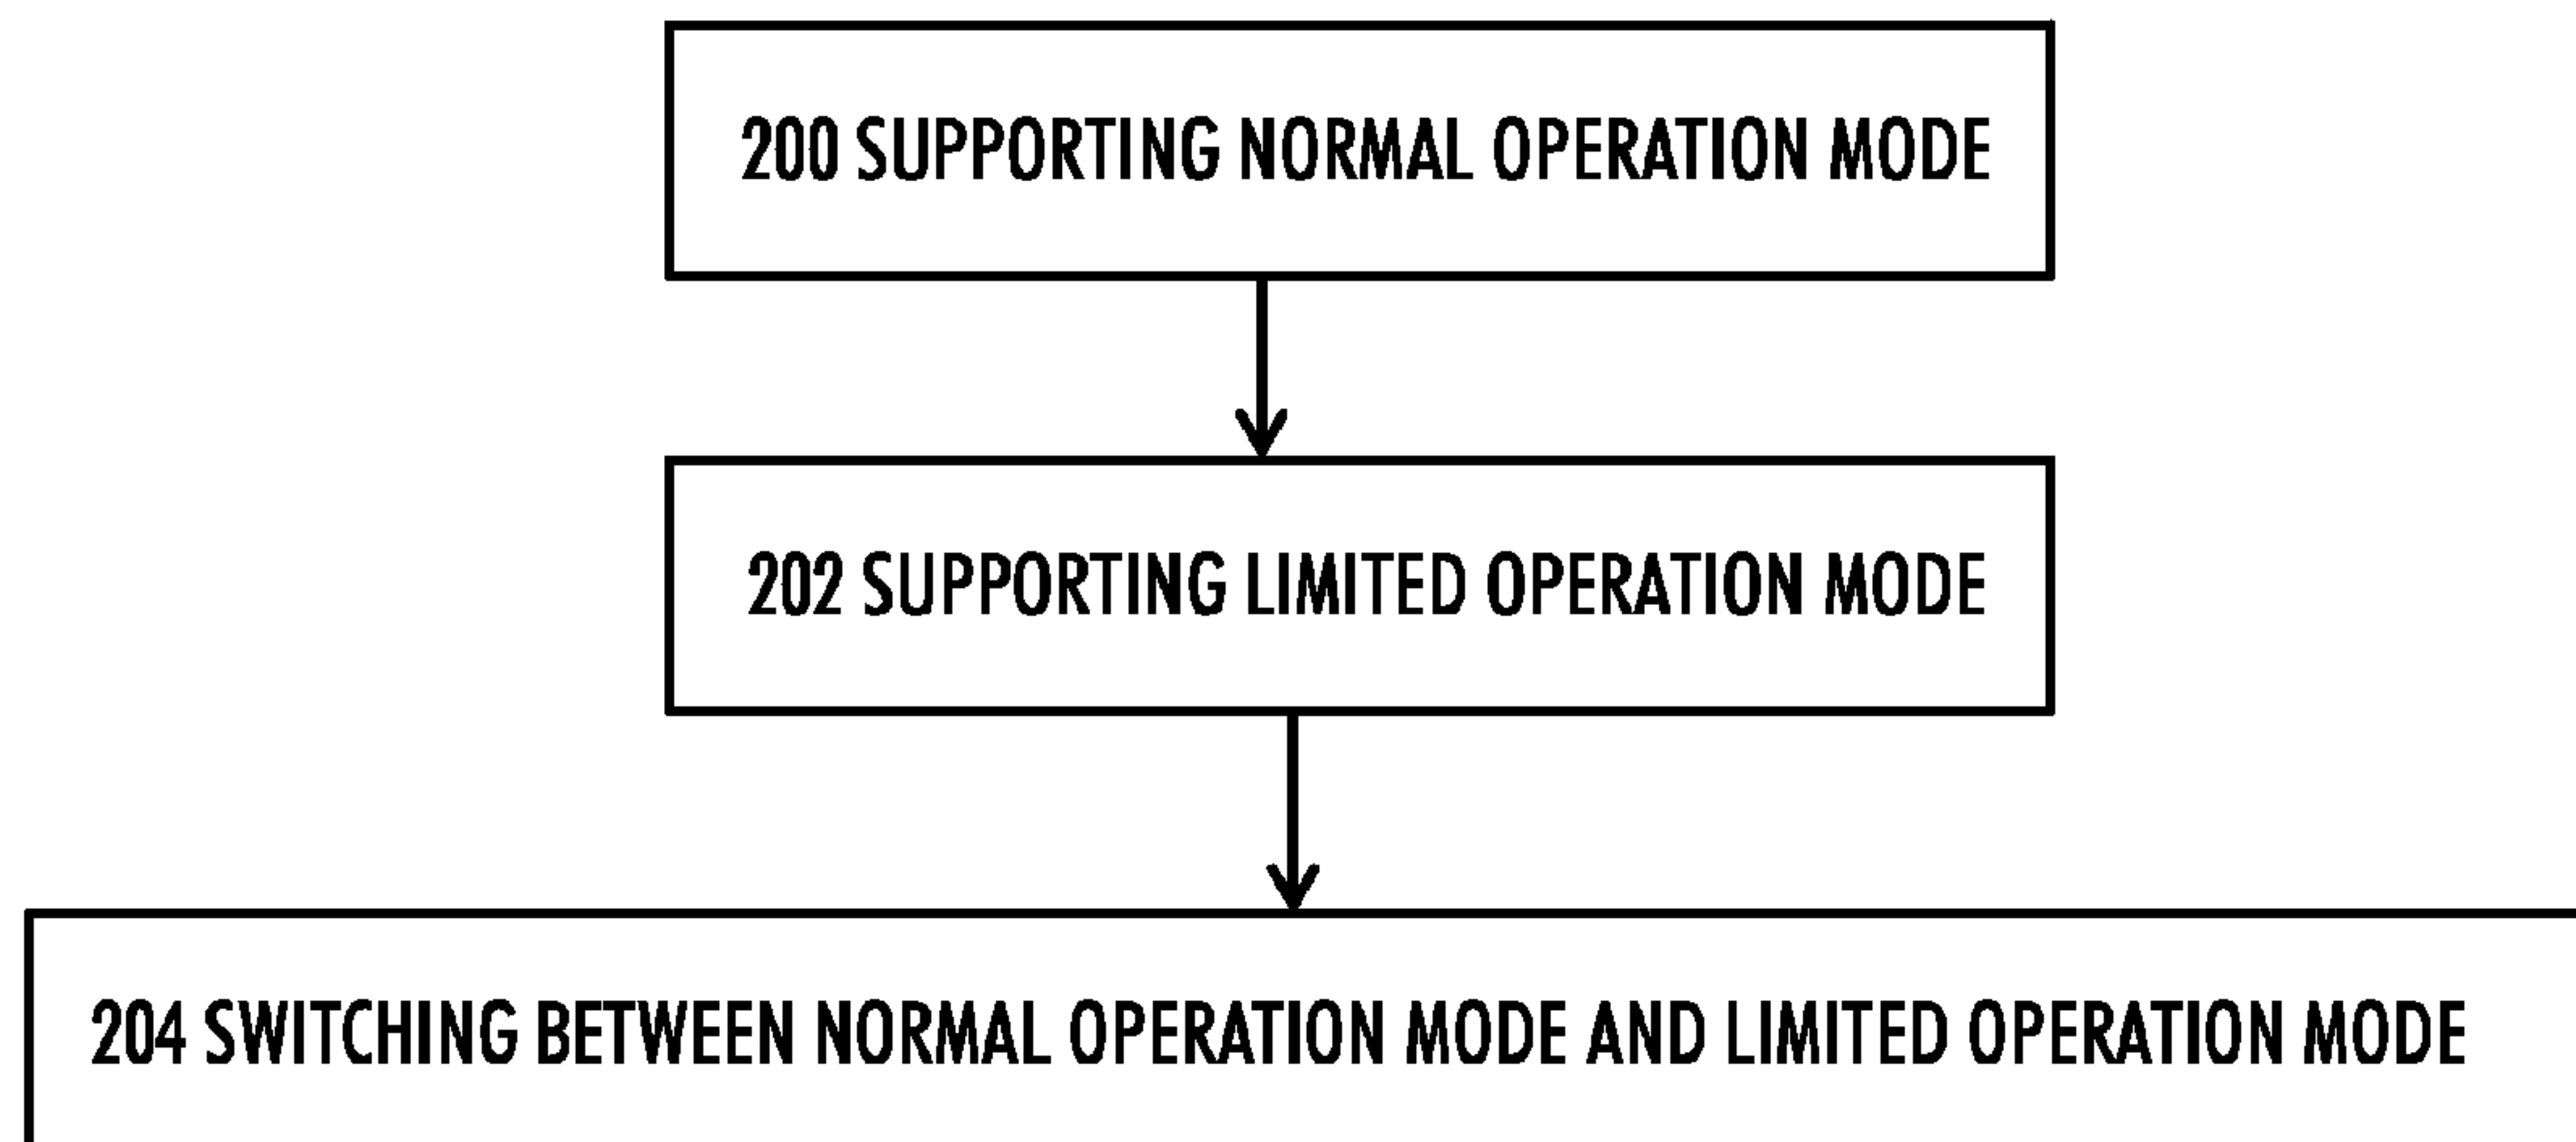 200 SUPPORTING NORMAL OPERATION MODE
202 SUPPORTING LIMITED OPERATION MODE
204 SWITCHING BETWEEN NORMAL OPERATION MODE AND LIMITED OPERATION MODE